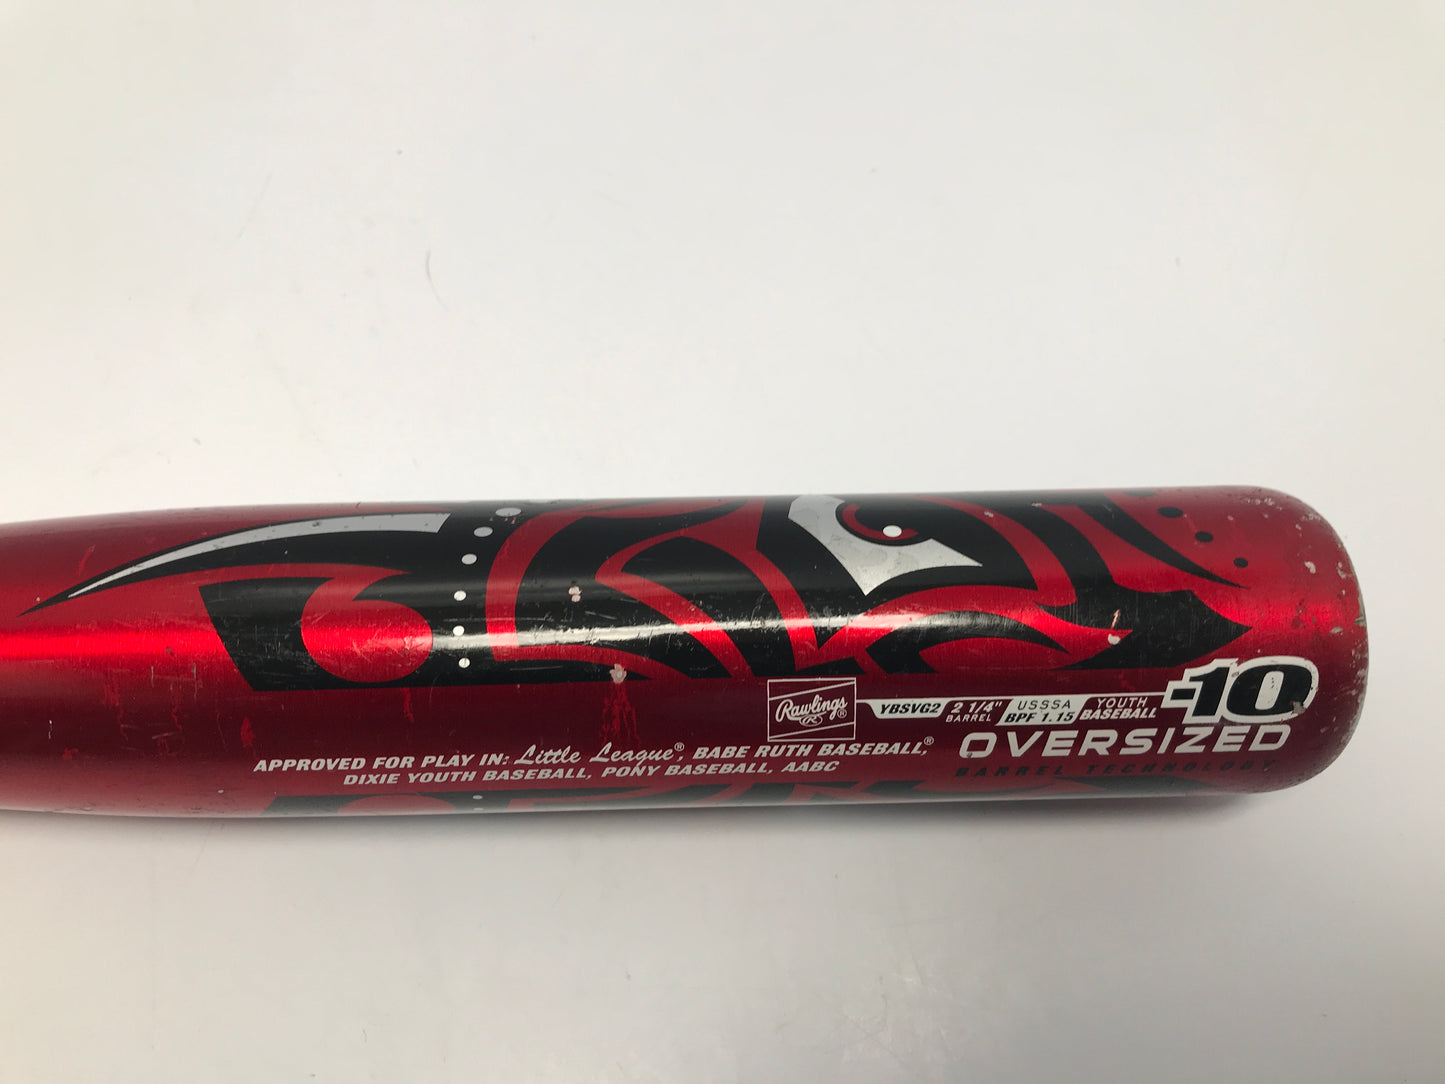 Rawlings®
R
YBSVG2 2 1/4" BARREL USSSA BPF 1.15 YOUTH BASEBALL -10
OVERSIZED
BARREL TECHNOLOGY
APPROVED FOR PLAY IN: Little League®, BABE RUTH BASEBALL,®
DIXIE YOUTH BASEBALL, PONY BASEBALL, AABC